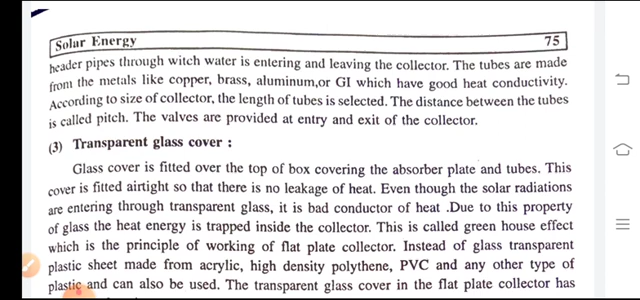 Solar Energy 75
header pipes through witch water is entering and leaving the collector. The tubes are made
from the metals like copper, brass, aluminum,or GI which have good heat conductivity.
According to size of collector, the length of tubes is selected. The distance between the tubes
is called pitch. The valves are provided at entry and exit of the collector.
(3) Transparent glass cover :
Glass cover is fitted over the top of box covering the absorber plate and tubes. This
cover is fitted airtight so that there is no leakage of heat. Even though the solar radiations
are entering through transparent glass, it is bad conductor of heat .Due to this property
of glass the heat energy is trapped inside the collector. This is called green house effect
which is the principle of working of flat plate collector. Instead of glass transparent
plastic sheet made from acrylic, high density polythene, PVC and any other type of
plastic and can also be used. The transparent glass cover in the flat plate collector has